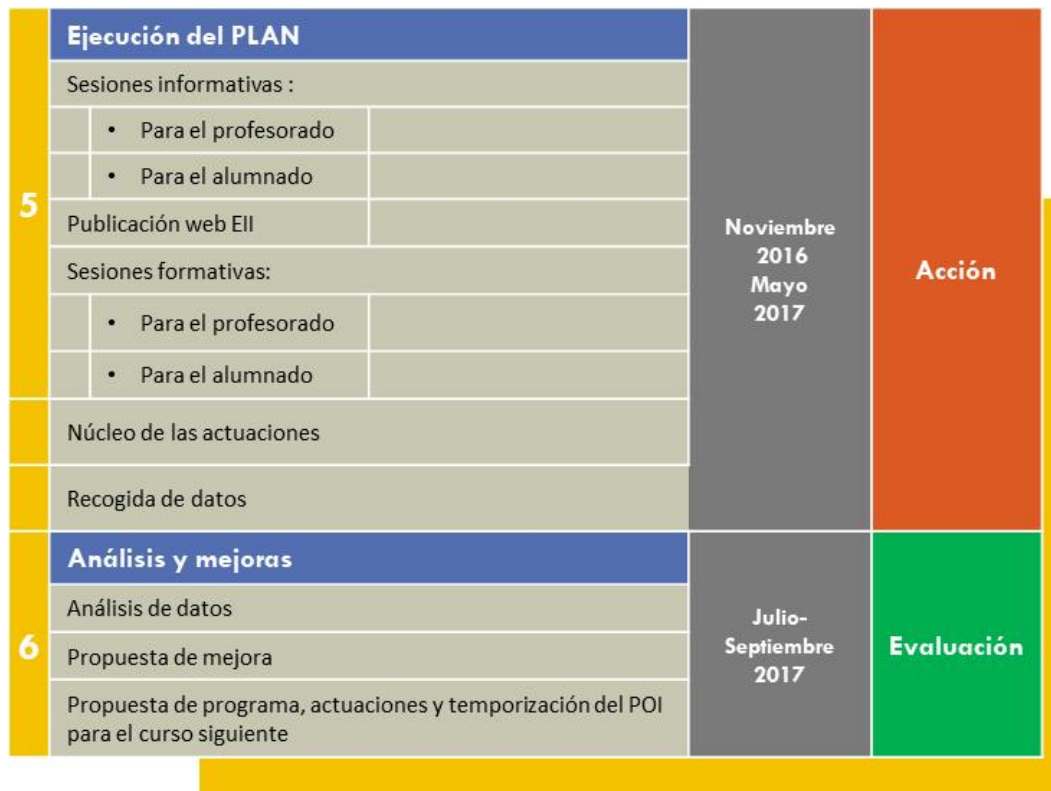 5
Ejecución del PLAN
Sesiones informativas :
• Para el profesorado
• Para el alumnado
Publicación web EII
Sesiones formativas:
• Para el profesorado
• Para el alumnado
Núcleo de las actuaciones
Recogida de datos
Noviembre
2016
Mayo
2017
Acción
6
Análisis y mejoras
Análisis de datos
Propuesta de mejora
Propuesta de programa, actuaciones y temporización del POI
para el curso siguiente
Julio-
Septiembre
2017
Evaluación